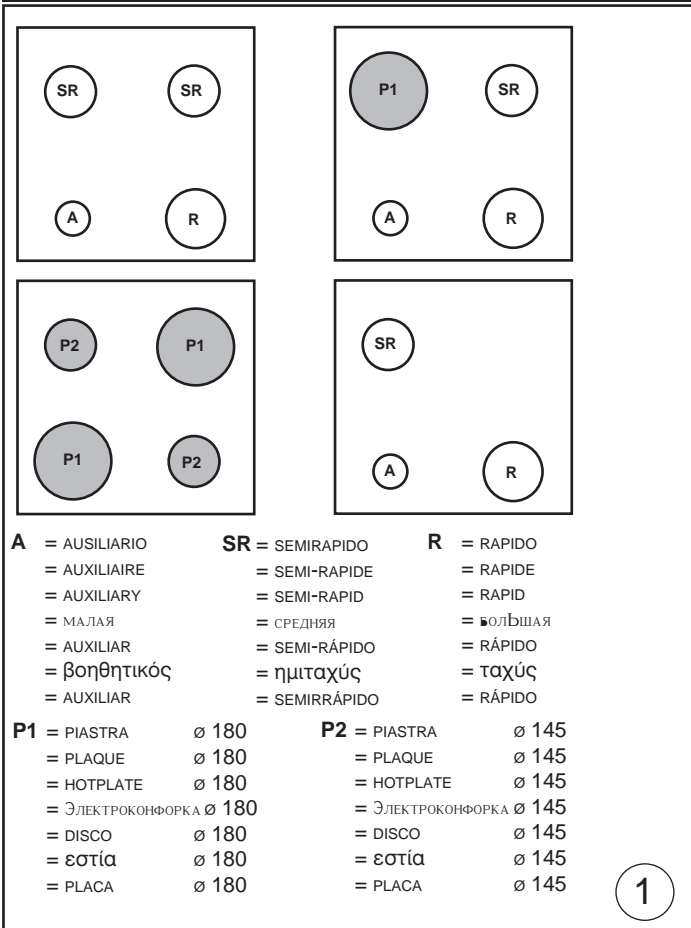 SR SR
A R
P1 SR
A R
P2 P1
P1 P2
SR
A R
A = AUSILIARIO
= AUXILIAIRE
= AUXILIARY
= МАЛАЯ
= AUXILIAR
= βοηθητικός
= AUXILIAR
SR = SEMIRAPIDO
= SEMI-RAPIDE
= SEMI-RAPID
= СРЕДНЯЯ
= SEMI-RÁPIDO
= ημιταχύς
= SEMIRRÁPIDO
R = RAPIDO
= RAPIDE
= RAPID
= БОЛЬШАЯ
= RÁPIDO
= ταχύς
= RÁPIDO
P1 = PIASTRA ø 180
= PLAQUE ø 180
= HOTPLATE ø 180
= ЭЛЕКТРОКОНФОРКА ø 180
= DISCO ø 180
= εστία ø 180
= PLACA ø 180
P2 = PIASTRA ø 145
= PLAQUE ø 145
= HOTPLATE ø 145
= ЭЛЕКТРОКОНФОРКА ø 145
= DISCO ø 145
= εστία ø 145
= PLACA ø 145
1